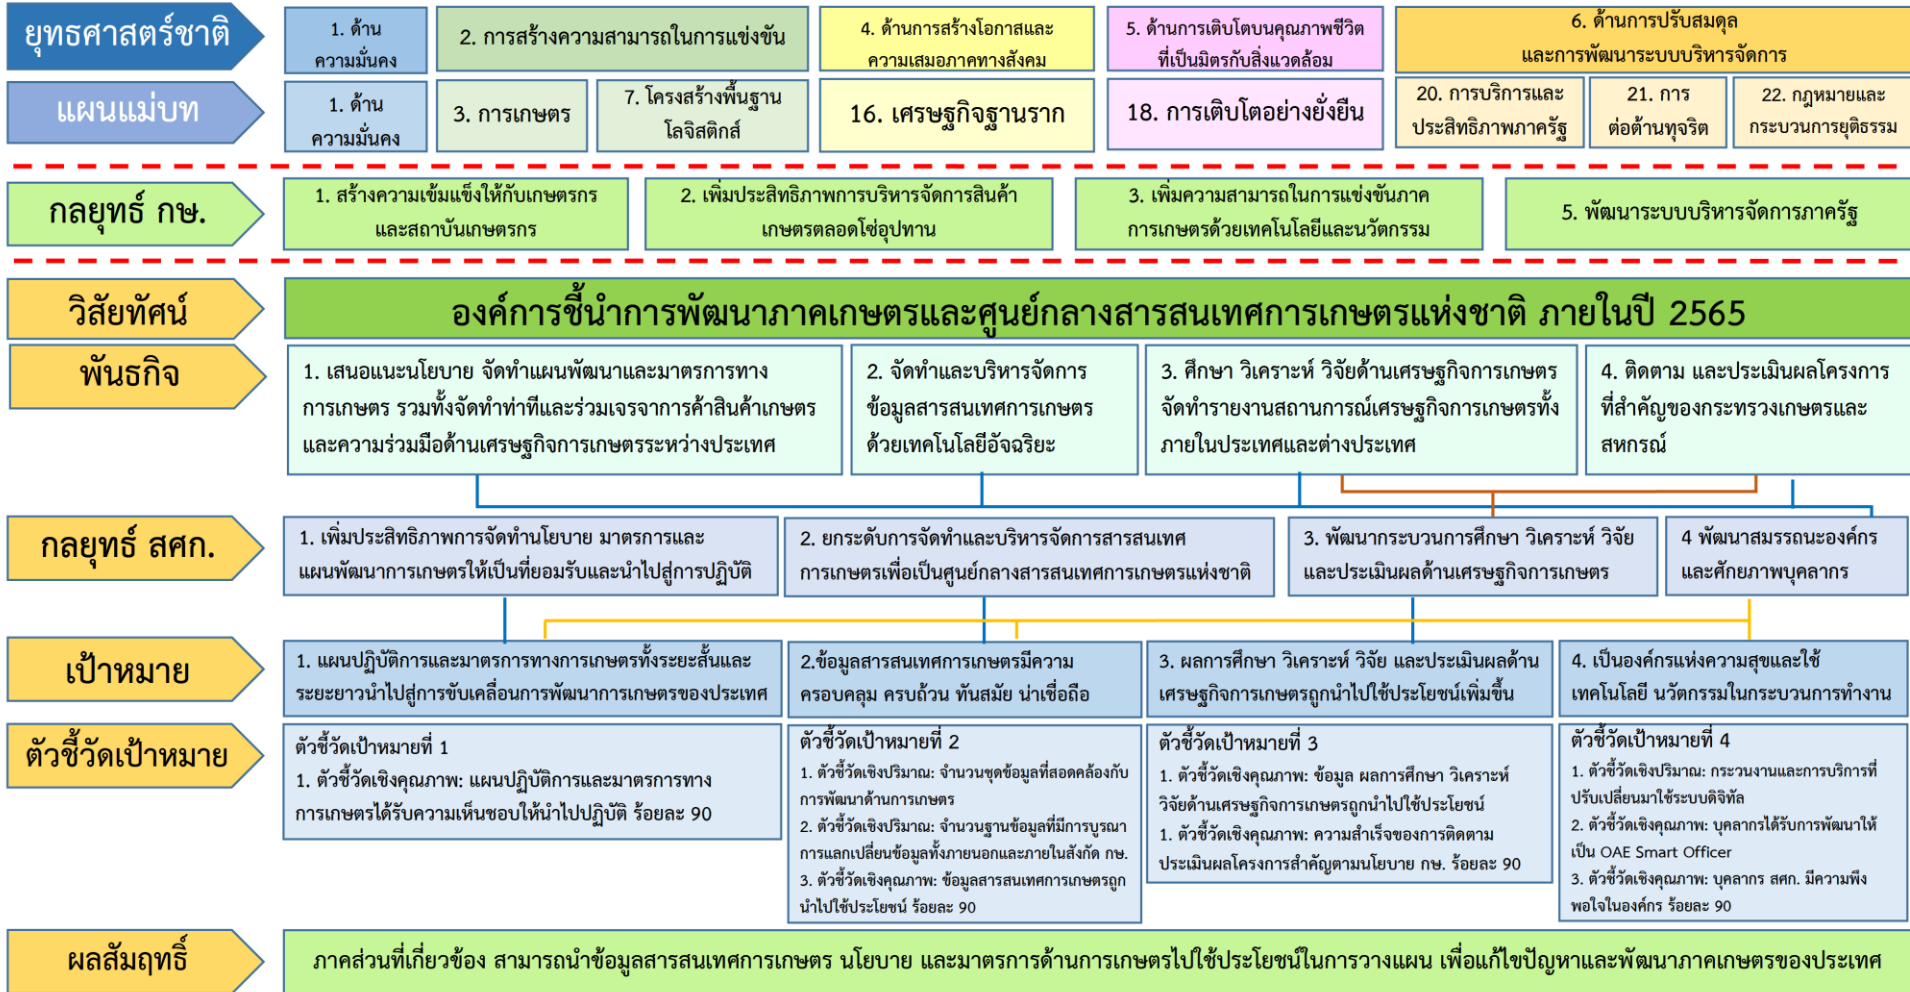 ยุทธศาสตร์ชาติ
1. ด้าน
ความมั่นคง
2. การสร้างความสามารถในการแข่งขัน
4. ด้านการสร้างโอกาสและ
ความเสมอภาคทางสังคม
5. ด้านการเติบโตบนคุณภาพชีวิต
ที่เป็นมิตรกับสิ่งแวดล้อม
6. ด้านการปรับสมดุล
และการพัฒนาระบบบริหารจัดการ
แผนแม่บท
1. ด้าน
ความมั่นคง
3. การเกษตร
7. โครงสร้างพื้นฐาน
โลจิสติกส์
16. เศรษฐกิจฐานราก
18. การเติบโตอย่างยั่งยืน
20. การบริการและ
ประสิทธิภาพภาครัฐ
21. การ
ต่อต้านทุจริต
22. กฎหมายและ
กระบวนการยุติธรรม
กลยุทธ์ กษ.
1. สร้างความเข้มแข็งให้กับเกษตรกร
และสถาบันเกษตรกร
2. เพิ่มประสิทธิภาพการบริหารจัดการสินค้า
เกษตรตลอดโซ่อุปทาน
3. เพิ่มความสามารถในการแข่งขันภาค
การเกษตรด้วยเทคโนโลยีและนวัตกรรม
5. พัฒนาระบบบริหารจัดการภาครัฐ
วิสัยทัศน์
องค์การชี้นำการพัฒนาภาคเกษตรและศูนย์กลางสารสนเทศการเกษตรแห่งชาติ ภายในปี 2565
พันธกิจ
1. เสนอแนะนโยบาย จัดทำแผนพัฒนาและมาตรการทาง
การเกษตร รวมทั้งจัดทำท่าทีและร่วมเจรจาการค้าสินค้าเกษตร
และความร่วมมือด้านเศรษฐกิจการเกษตรระหว่างประเทศ
2. จัดทำและบริหารจัดการ
ข้อมูลสารสนเทศการเกษตร
ด้วยเทคโนโลยีอัจฉริยะ
3. ศึกษา วิเคราะห์ วิจัยด้านเศรษฐกิจการเกษตร
จัดทำรายงานสถานการณ์เศรษฐกิจการเกษตรทั้ง
ภายในประเทศและต่างประเทศ
4. ติดตาม และประเมินผลโครงการ
ที่สำคัญของกระทรวงเกษตรและ
สหกรณ์
กลยุทธ์ สศก.
1. เพิ่มประสิทธิภาพการจัดทำนโยบาย มาตรการและ
แผนพัฒนาการเกษตรให้เป็นที่ยอมรับและนำไปสู่การปฏิบัติ
2. ยกระดับการจัดทำและบริหารจัดการสารสนเทศ
การเกษตรเพื่อเป็นศูนย์กลางสารสนเทศการเกษตรแห่งชาติ
3. พัฒนากระบวนการศึกษา วิเคราะห์ วิจัย
และประเมินผลด้านเศรษฐกิจการเกษตร
4 พัฒนาสมรรถนะองค์กร
และศักยภาพบุคลากร
เป้าหมาย
1. แผนปฏิบัติการและมาตรการทางการเกษตรทั้งระยะสั้นและ
ระยะยาวนำไปสู่การขับเคลื่อนการพัฒนาการเกษตรของประเทศ
2.ข้อมูลสารสนเทศการเกษตรมีความ
ครอบคลุม ครบถ้วน ทันสมัย น่าเชื่อถือ
3. ผลการศึกษา วิเคราะห์ วิจัย และประเมินผลด้าน
เศรษฐกิจการเกษตรถูกนำไปใช้ประโยชน์เพิ่มขึ้น
4. เป็นองค์กรแห่งความสุขและใช้
เทคโนโลยี นวัตกรรมในกระบวนการทำงาน
ตัวชี้วัดเป้าหมาย
ตัวชี้วัดเป้าหมายที่ 1
1. ตัวชี้วัดเชิงคุณภาพ: แผนปฏิบัติการและมาตรการทาง
การเกษตรได้รับความเห็นชอบให้นำไปปฏิบัติ ร้อยละ 90
ตัวชี้วัดเป้าหมายที่ 2
1. ตัวชี้วัดเชิงปริมาณ: จำนวนชุดข้อมูลที่สอดคล้องกับ
การพัฒนาด้านการเกษตร
2. ตัวชี้วัดเชิงปริมาณ: จำนวนฐานข้อมูลที่มีการบูรณา
การแลกเปลี่ยนข้อมูลทั้งภายนอกและภายในสังกัด กษ.
3. ตัวชี้วัดเชิงคุณภาพ: ข้อมูลสารสนเทศการเกษตรถูก
นำไปใช้ประโยชน์ ร้อยละ 90
ตัวชี้วัดเป้าหมายที่ 3
1. ตัวชี้วัดเชิงคุณภาพ: ข้อมูล ผลการศึกษา วิเคราะห์
วิจัยด้านเศรษฐกิจการเกษตรถูกนำไปใช้ประโยชน์
1. ตัวชี้วัดเชิงคุณภาพ: ความสำเร็จของการติดตาม
ประเมินผลโครงการสำคัญตามนโยบาย กษ. ร้อยละ 90
ตัวชี้วัดเป้าหมายที่ 4
1. ตัวชี้วัดเชิงปริมาณ: กระวนงานและการบริการที่
ปรับเปลี่ยนมาใช้ระบบดิจิทัล
2. ตัวชี้วัดเชิงคุณภาพ: บุคลากรได้รับการพัฒนาให้
เป็น OAE Smart Officer
3. ตัวชี้วัดเชิงคุณภาพ: บุคลากร สศก. มีความพึง
พอใจในองค์กร ร้อยละ 90
ผลสัมฤทธิ์
ภาคส่วนที่เกี่ยวข้อง สามารถนำข้อมูลสารสนเทศการเกษตร นโยบาย และมาตรการด้านการเกษตรไปใช้ประโยชน์ในการวางแผน เพื่อแก้ไขปัญหาและพัฒนาภาคเกษตรของประเทศ